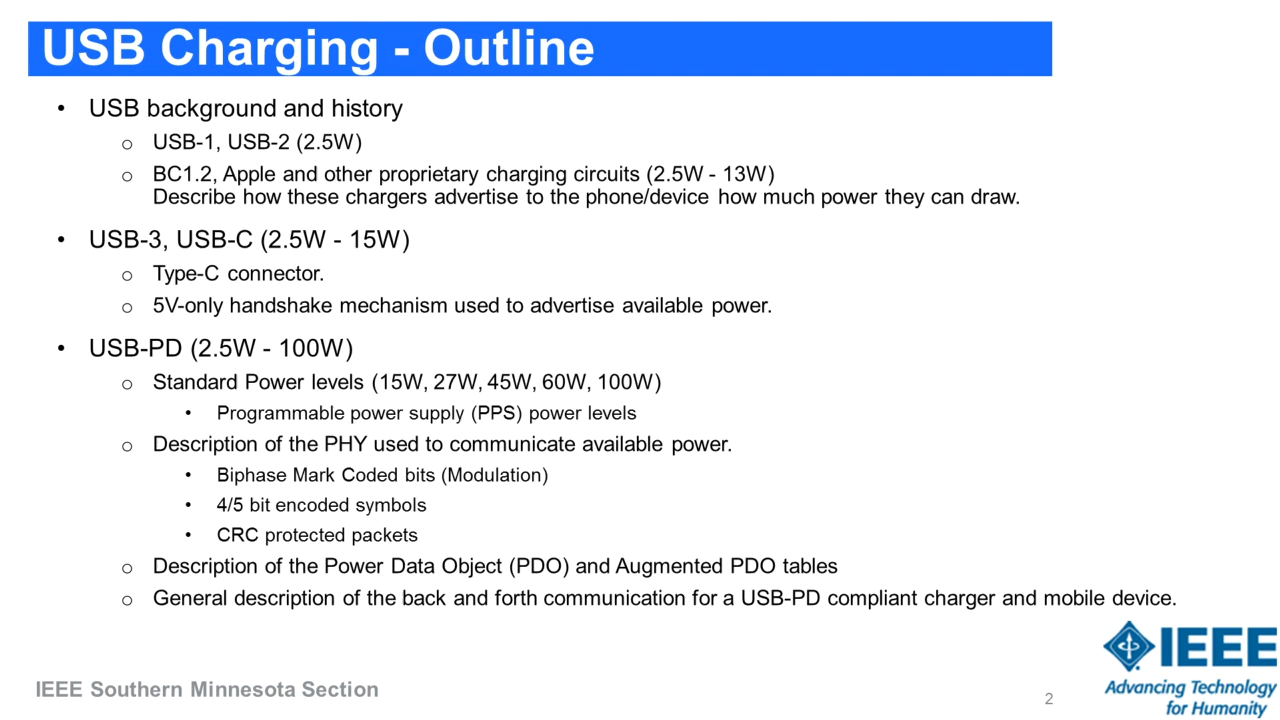 USB Charging - Outline
• USB background and history
o USB-1, USB-2 (2.5W)
o BC1.2, Apple and other proprietary charging circuits (2.5W - 13W)
Describe how these chargers advertise to the phone/device how much power they can draw.
• USB-3, USB-C (2.5W - 15W)
o Type-C connector.
o 5V-only handshake mechanism used to advertise available power.
• USB-PD (2.5W - 100W)
o Standard Power levels (15W, 27W, 45W, 60W, 100W)
• Programmable power supply (PPS) power levels
o Description of the PHY used to communicate available power.
• Biphase Mark Coded bits (Modulation)
• 4/5 bit encoded symbols
• CRC protected packets
o Description of the Power Data Object (PDO) and Augmented PDO tables
o General description of the back and forth communication for a USB-PD compliant charger and mobile device.
IEEE
Advancing Technology
for Humanity
IEEE Southern Minnesota Section
2